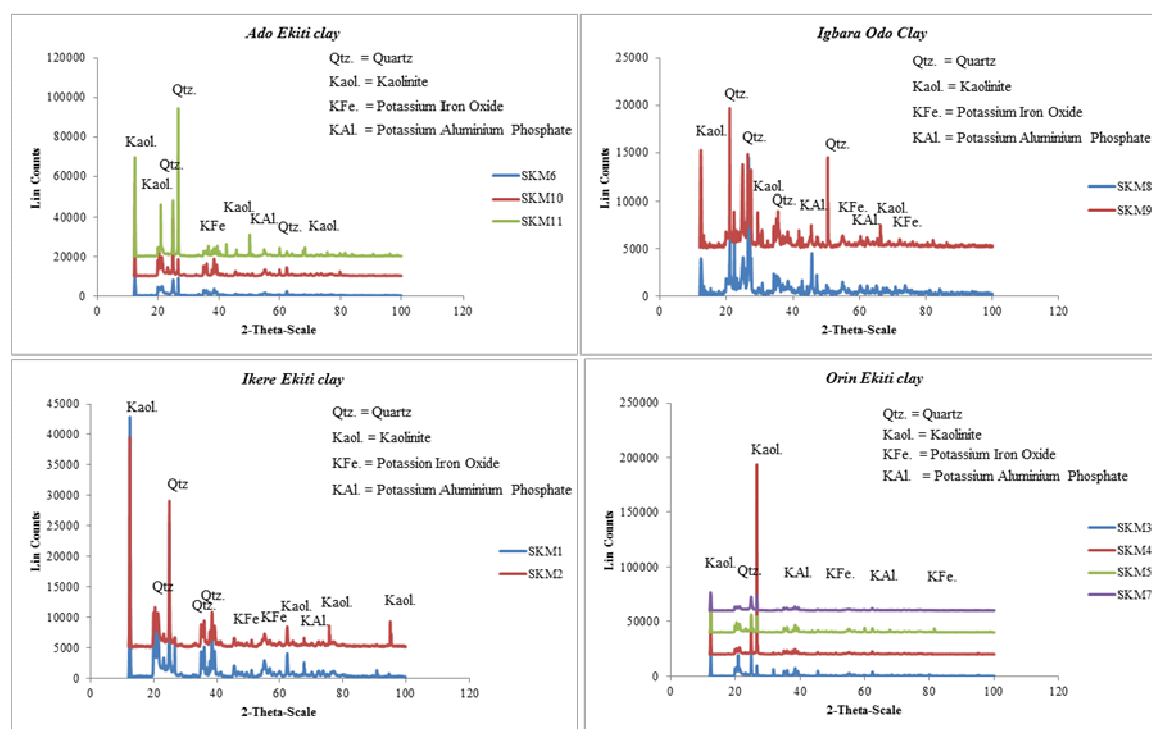 Ado Ekiti clay
120000
100000
80000
60000
40000
20000
0
Lin Counts
Qtz. = Quartz
Kaol. = Kaolinite
KFe. = Potassium Iron Oxide
KAl. = Potassium Aluminium Phosphate
Qtz.
Kaol.
Qtz.
Kaol.
KFe
Kaol.
KAl.
Qtz.
Kaol.
SKM6
SKM10
SKM11
0 20 40 60 80 100 120
2-Theta-Scale
Igbara Odo Clay
25000
20000
15000
10000
5000
0
Lin Counts
Qtz. = Quartz
Kaol. = Kaolinite
KFe. = Potassium Iron Oxide
KAl. = Potassium Aluminium Phosphate
Qtz.
Kaol.
Qtz.
Qtz.
Kaol.
Qtz.
KAl.
KFe.
KAl.
Kaol.
KFe.
SKM8
SKM9
0 20 40 60 80 100 120
2-Theta-Scale
Ikere Ekiti clay
45000
40000
35000
30000
25000
20000
15000
10000
5000
0
Lin Counts
Qtz. = Quartz
Kaol. = Kaolinite
KFe. = Potassion Iron Oxide
KAl. = Potassium Aluminium Phosphate
Kaol.
Qtz
Qtz
Qtz.
Qtz.
KFe
KFe
Kaol.
KAl.
Kaol.
Kaol.
SKM1
SKM2
0 20 40 60 80 100 120
2-Theta-Scale
Orin Ekiti clay
250000
200000
150000
100000
50000
0
Lin Counts
Qtz. = Quartz
Kaol. = Kaolinite
KFe. = Potassium Iron Oxide
KAl. = Potassium Aluminium Phosphate
Kaol.
Kaol.
Qtz.
KAl.
KFe.
KAl.
KFe.
SKM3
SKM4
SKM5
SKM7
0 20 40 60 80 100 120
2-Theta-Scale